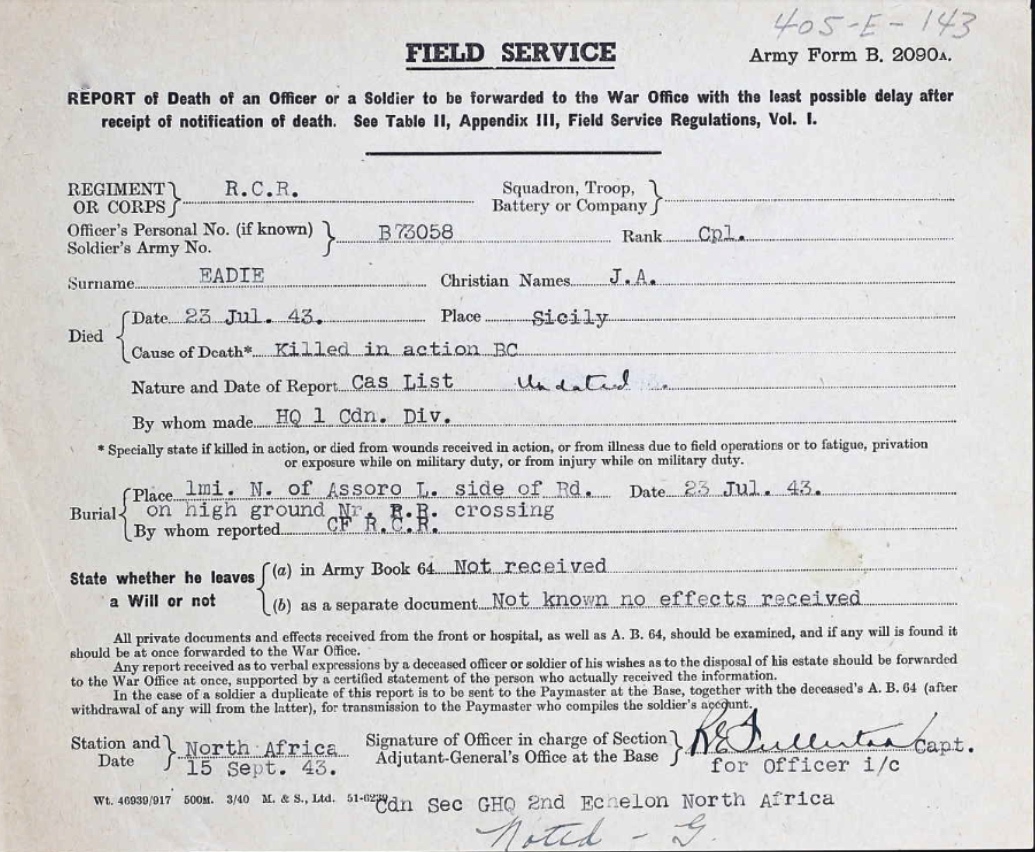 405-E-143
FIELD SERVICE
Army Form B. 2090A.
REPORT of Death of an Officer or a Soldier to be forwarded to the War Office with the least possible delay after
receipt of notification of death. See Table II, Appendix III, Field Service Regulations, Vol. I.
REGIMENT OR CORPS } R.C.R. Squadron, Troop, Battery or Company }
Officer's Personal No. (if known) Soldier's Army No. } B73058 Rank Cpl.
Surname EADIE Christian Names J.A.
Died { Date 23 Jul. 43. Place Sicily
Cause of Death* Killed in action BC
Nature and Date of Report Cas List Undated
By whom made HQ 1 Cdn. Div.
* Specially state if killed in action, or died from wounds received in action, or from illness due to field operations or to fatigue, privation
or exposure while on military duty, or from injury while on military duty.
Burial { Place 1mi. N. of Assoro L. side of Rd. Date 23 Jul. 43.
on high ground Nr. R.R. crossing
By whom reported CF R.C.R.
State whether he leaves a Will or not { (a) in Army Book 64 Not received
(b) as a separate document Not known no effects received
All private documents and effects received from the front or hospital, as well as A. B. 64, should be examined, and if any will is found it
should be at once forwarded to the War Office.
Any report received as to verbal expressions by a deceased officer or soldier of his wishes as to the disposal of his estate should be forwarded
to the War Office at once, supported by a certified statement of the person who actually received the information.
In the case of a soldier a duplicate of this report is to be sent to the Paymaster at the Base, together with the deceased's A. B. 64 (after
withdrawal of any will from the latter), for transmission to the Paymaster who compiles the soldier's account.
Station and Date } North Africa Signature of Officer in charge of Section Adjutant-General's Office at the Base } Fullerton Capt.
15 Sept. 43. for Officer i/c
Wt. 46939/917 500M. 3/40 M. & S., Ltd. Cdn Sec GHQ 2nd Echelon North Africa
Noted - G.